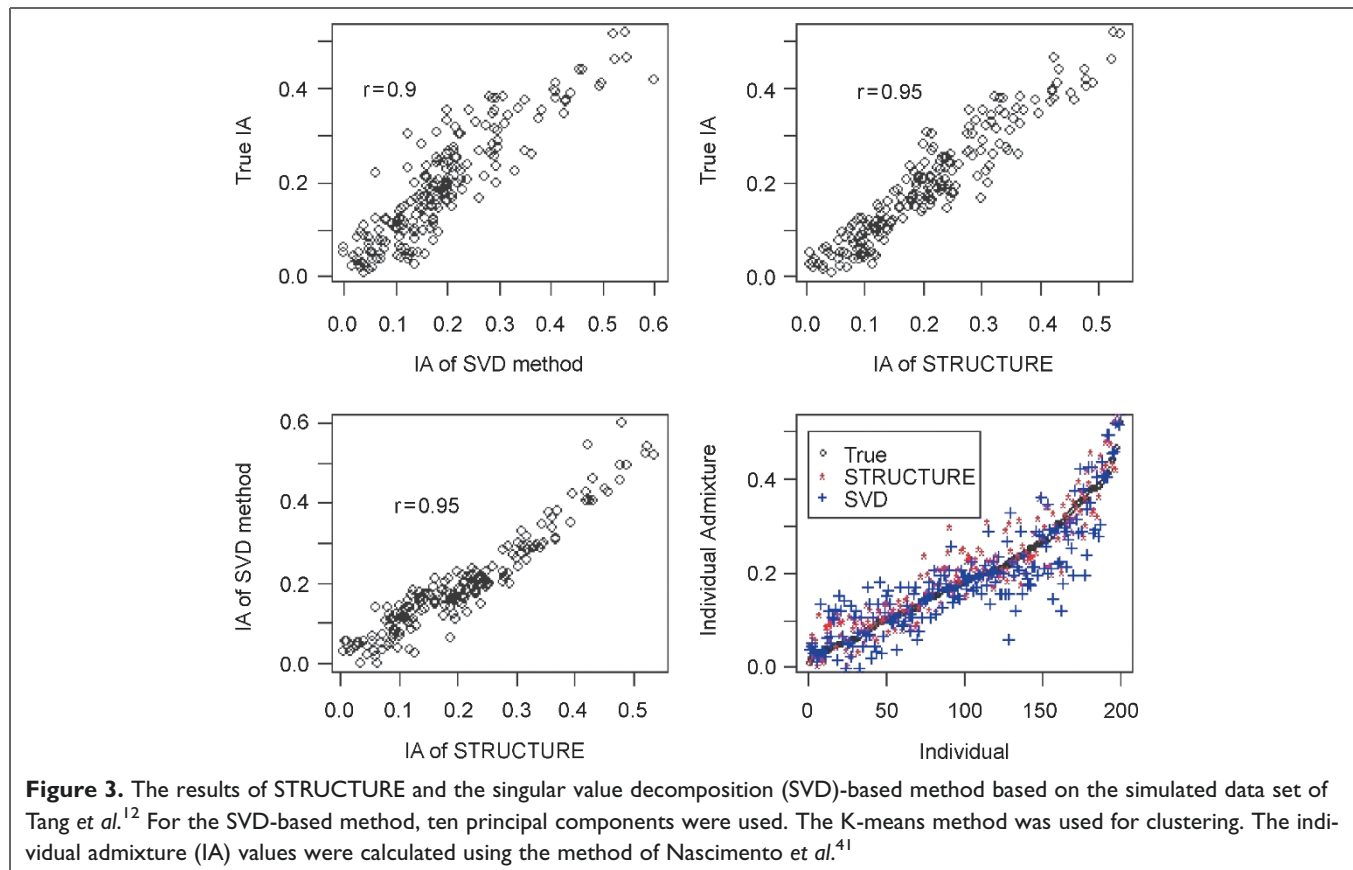 r=0.9
True IA
0.4
0.2
0.0
0.0 0.1 0.2 0.3 0.4 0.5 0.6
IA of SVD method
r=0.95
True IA
0.4
0.2
0.0
0.0 0.1 0.2 0.3 0.4 0.5
IA of STRUCTURE
r=0.95
IA of SVD method
0.6
0.4
0.2
0.0
0.0 0.1 0.2 0.3 0.4 0.5
IA of STRUCTURE
True
STRUCTURE
SVD
Individual Admixture
0.4
0.2
0.0
0 50 100 150 200
Individual
Figure 3. The results of STRUCTURE and the singular value decomposition (SVD)-based method based on the simulated data set of
Tang et al.12 For the SVD-based method, ten principal components were used. The K-means method was used for clustering. The indi-
vidual admixture (IA) values were calculated using the method of Nascimento et al.41